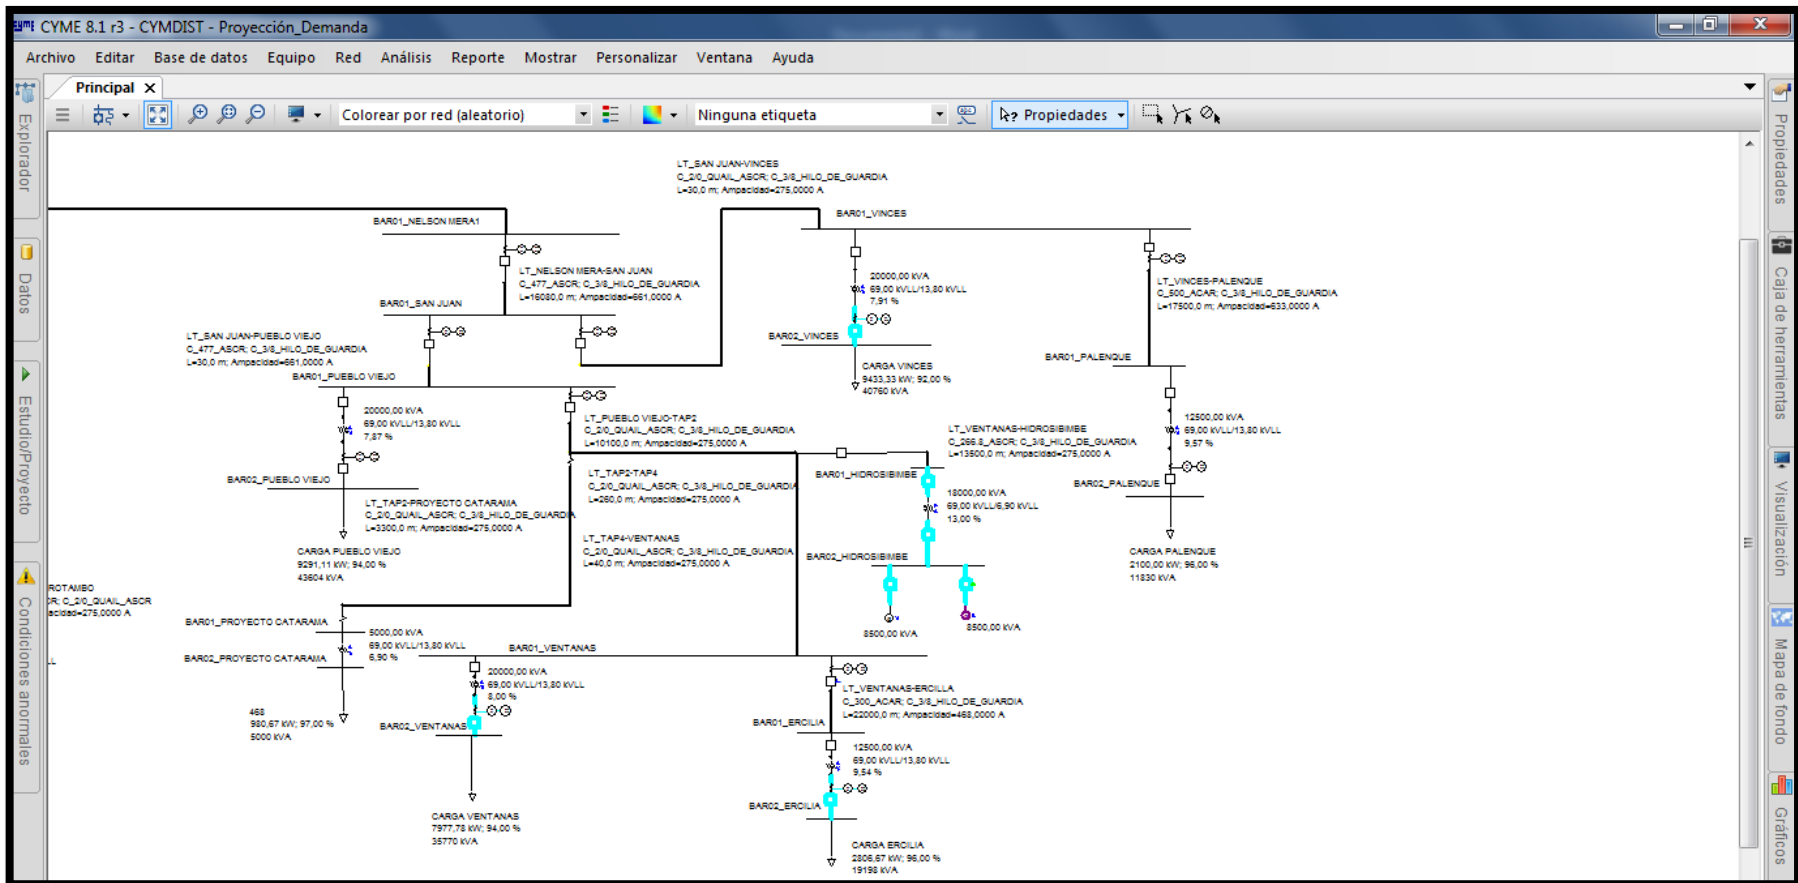 CYME 8.1 r3 - CYMDIST - Proyección_Demanda
Archivo Editar Base de datos Equipo Red Análisis Reporte Mostrar Personalizar Ventana Ayuda
Principal
Colorear por red (aleatorio)
Ninguna etiqueta
Propiedades
Explorador
Datos
Estudio/Proyecto
Condiciones anormales
Propiedades
Caja de herramientas
Visualización
Mapa de fondo
Gráficos
LT_SAN JUAN-VINCES
C_2/0_QUAIL_ASCR; C_3/8_HILO_DE_GUARDIA
L=30,0 m; Ampacidad=275,0000 A
BAR01_NELSON MERA1
BAR01_VINCES
LT_NELSON MERA-SAN JUAN
C_477_ASCR; C_3/8_HILO_DE_GUARDIA
L=16080,0 m; Ampacidad=661,0000 A
20000,00 kVA
69,00 kVLL/13,80 kVLL
7,91 %
LT_VINCES-PALENQUE
C_500_ACAR; C_3/8_HILO_DE_GUARDIA
L=17500,0 m; Ampacidad=633,0000 A
BAR01_SAN JUAN
LT_SAN JUAN-PUEBLO VIEJO
C_477_ASCR; C_3/8_HILO_DE_GUARDIA
L=30,0 m; Ampacidad=661,0000 A
BAR02_VINCES
BAR01_PALENQUE
CARGA VINCES
9433,33 kW; 92,00 %
40760 kVA
BAR01_PUEBLO VIEJO
20000,00 kVA
69,00 kVLL/13,80 kVLL
7,87 %
LT_PUEBLO VIEJO-TAP2
C_2/0_QUAIL_ASCR; C_3/8_HILO_DE_GUARDIA
L=10100,0 m; Ampacidad=275,0000 A
LT_VENTANAS-HIDROSIBIMBE
C_266.8_ASCR; C_3/8_HILO_DE_GUARDIA
L=13500,0 m; Ampacidad=275,0000 A
12500,00 kVA
69,00 kVLL/13,80 kVLL
9,57 %
BAR02_PUEBLO VIEJO
LT_TAP2-TAP4
C_2/0_QUAIL_ASCR; C_3/8_HILO_DE_GUARDIA
L=260,0 m; Ampacidad=275,0000 A
BAR01_HIDROSIBIMBE
BAR02_PALENQUE
18000,00 kVA
69,00 kVLL/6,90 kVLL
13,00 %
LT_TAP2-PROYECTO CATARAMA
C_2/0_QUAIL_ASCR; C_3/8_HILO_DE_GUARDIA
L=3300,0 m; Ampacidad=275,0000 A
LT_TAP4-VENTANAS
C_2/0_QUAIL_ASCR; C_3/8_HILO_DE_GUARDIA
L=40,0 m; Ampacidad=275,0000 A
CARGA PUEBLO VIEJO
9291,11 kW; 94,00 %
43604 kVA
BAR02_HIDROSIBIMBE
CARGA PALENQUE
2100,00 kW; 96,00 %
11830 kVA
ROTAMBO
CR; C_2/0_QUAIL_ASCR
acidad=275,0000 A
BAR01_PROYECTO CATARAMA
8500,00 kVA
8500,00 kVA
5000,00 kVA
69,00 kVLL/13,80 kVLL
6,90 %
BAR02_PROYECTO CATARAMA
BAR01_VENTANAS
20000,00 kVA
69,00 kVLL/13,80 kVLL
8,00 %
LT_VENTANAS-ERCILLA
C_300_ACAR; C_3/8_HILO_DE_GUARDIA
L=22000,0 m; Ampacidad=468,0000 A
468
980,67 kW; 97,00 %
5000 kVA
BAR02_VENTANAS
BAR01_ERCILIA
12500,00 kVA
69,00 kVLL/13,80 kVLL
9,54 %
BAR02_ERCILIA
CARGA VENTANAS
7977,78 kW; 94,00 %
35770 kVA
CARGA ERCILIA
2806,67 kW; 96,00 %
19198 kVA